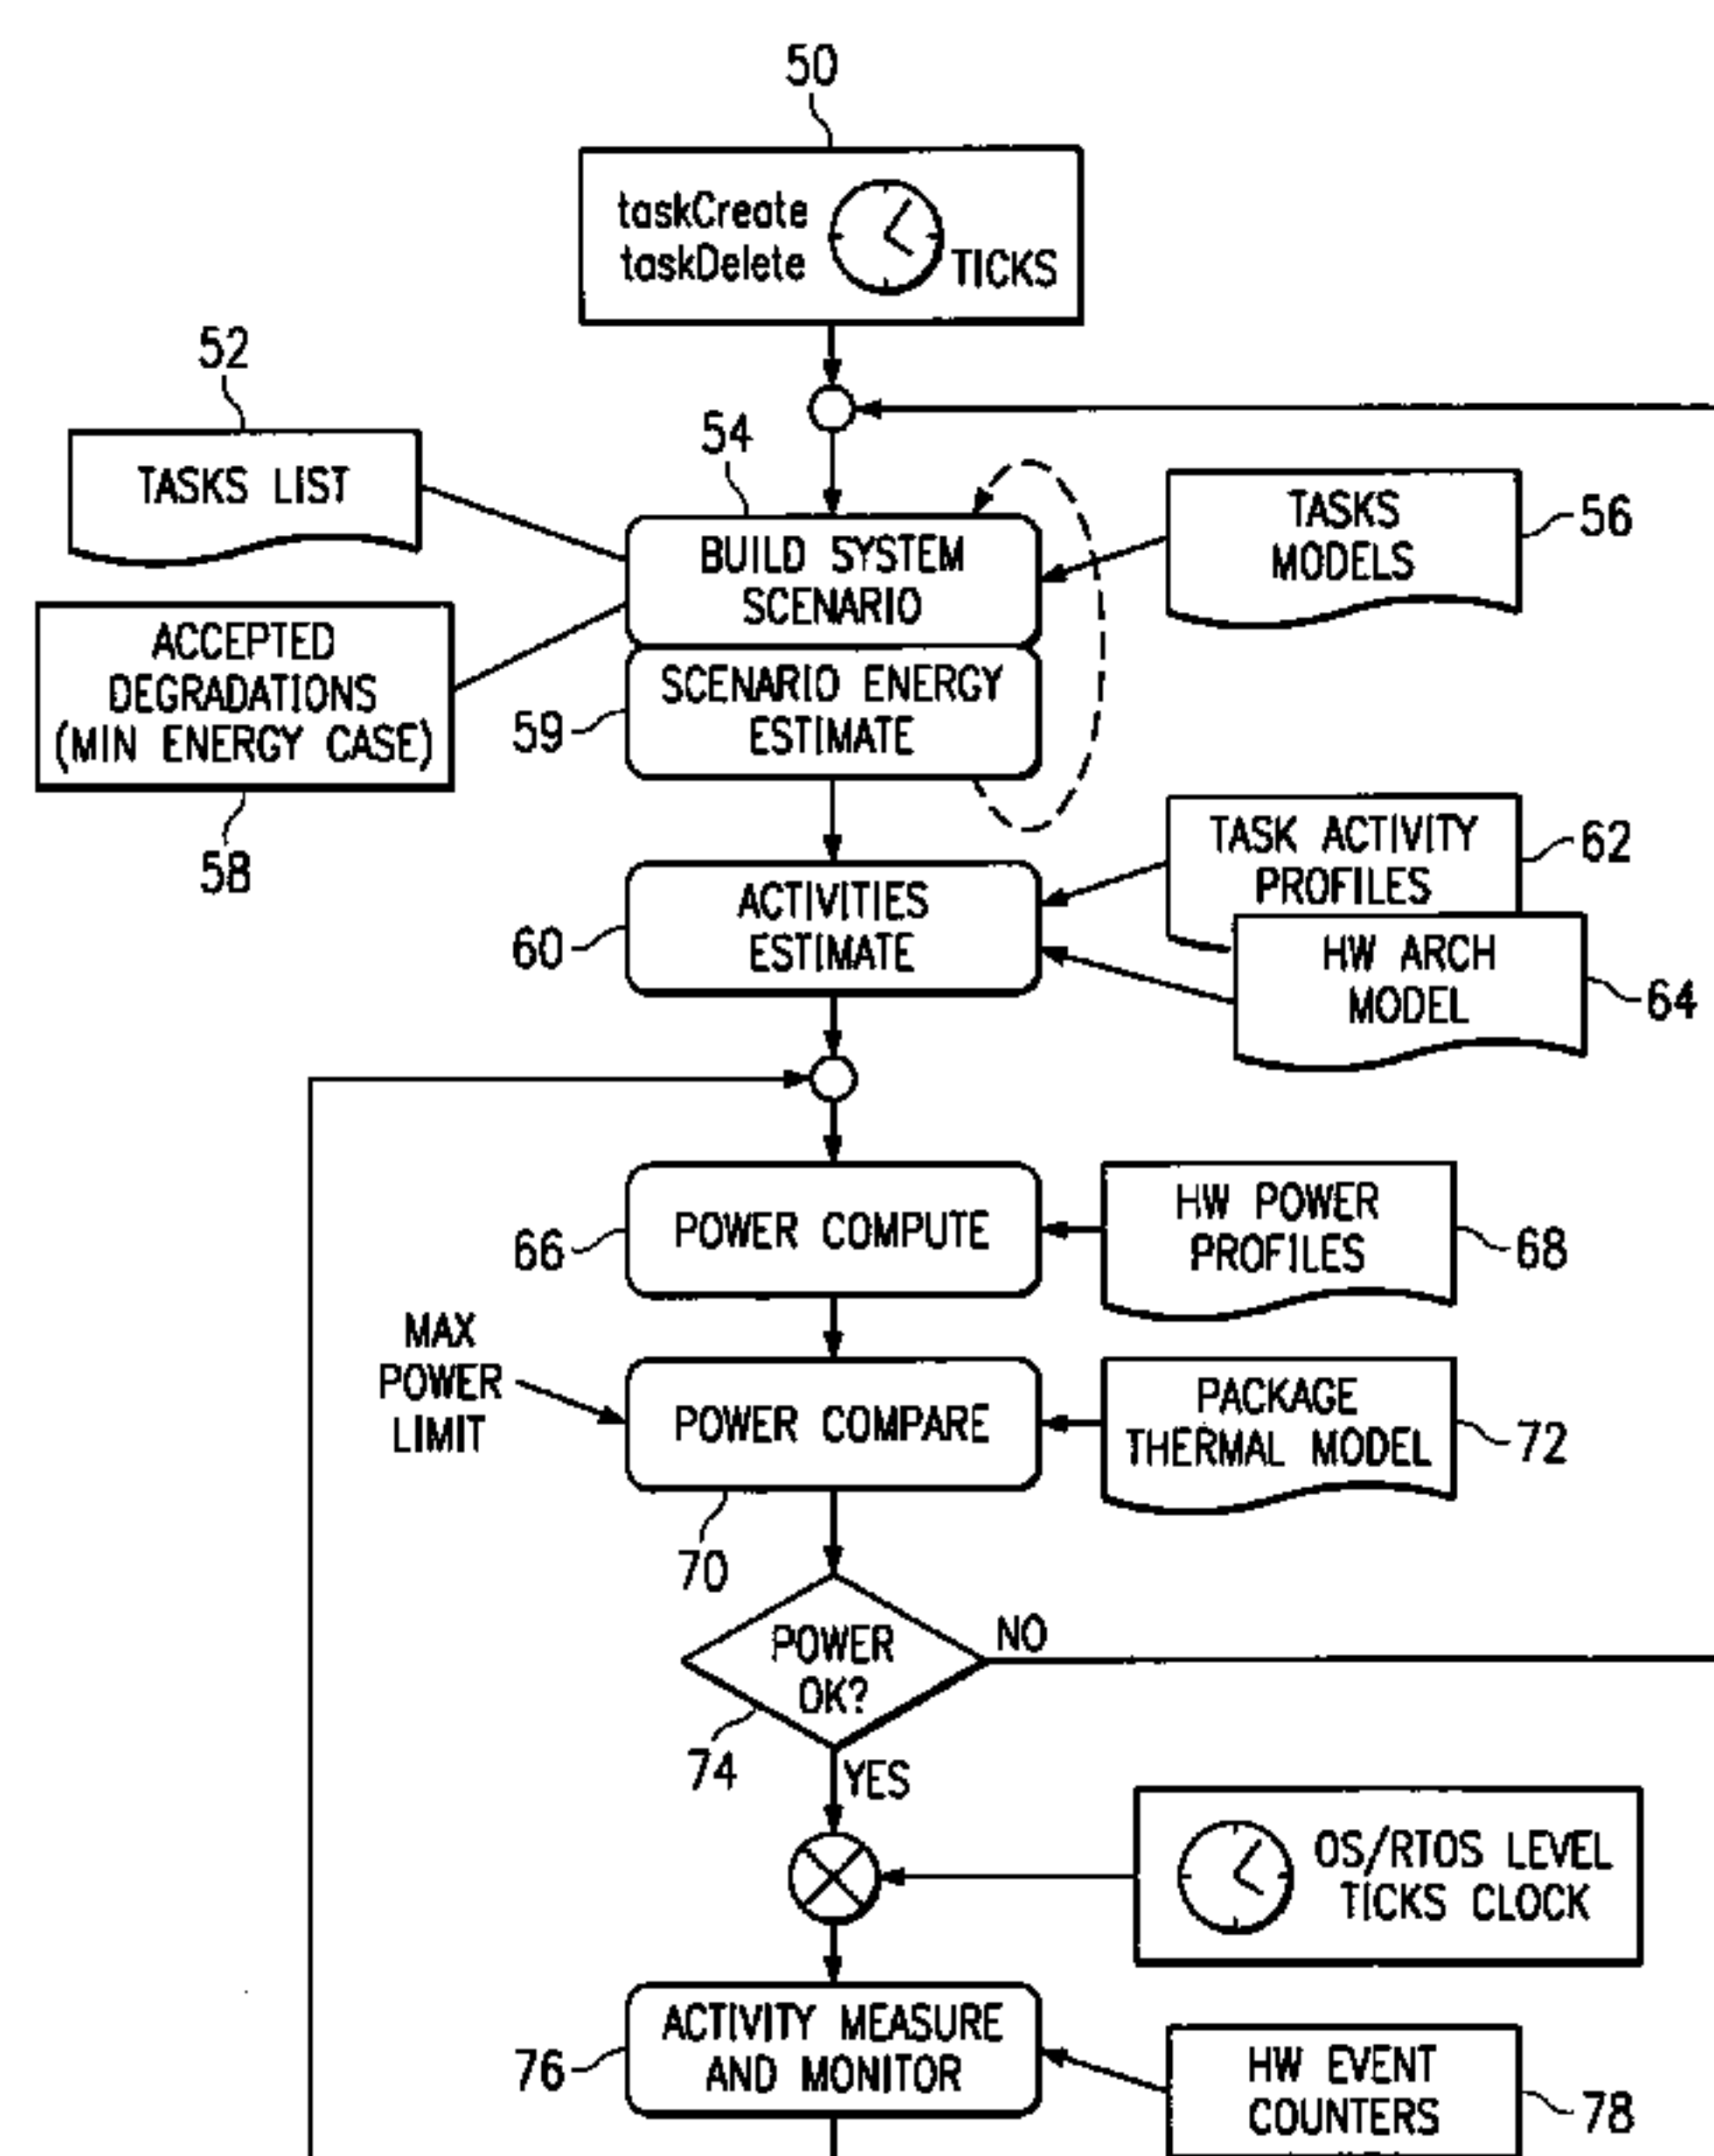 50
taskCreate
taskDelete
TICKS
52
TASKS LIST
54
BUILD SYSTEM
SCENARIO
TASKS
MODELS
56
ACCEPTED
DEGRADATIONS
(MIN ENERGY CASE)
58
SCENARIO ENERGY
ESTIMATE
59
TASK ACTIVITY
PROFILES
62
ACTIVITIES
ESTIMATE
60
HW ARCH
MODEL
64
POWER COMPUTE
66
HW POWER
PROFILES
68
MAX
POWER
LIMIT
POWER COMPARE
70
PACKAGE
THERMAL MODEL
72
POWER
OK?
NO
74
YES
OS/RTOS LEVEL
TICKS CLOCK
ACTIVITY MEASURE
AND MONITOR
76
HW EVENT
COUNTERS
78